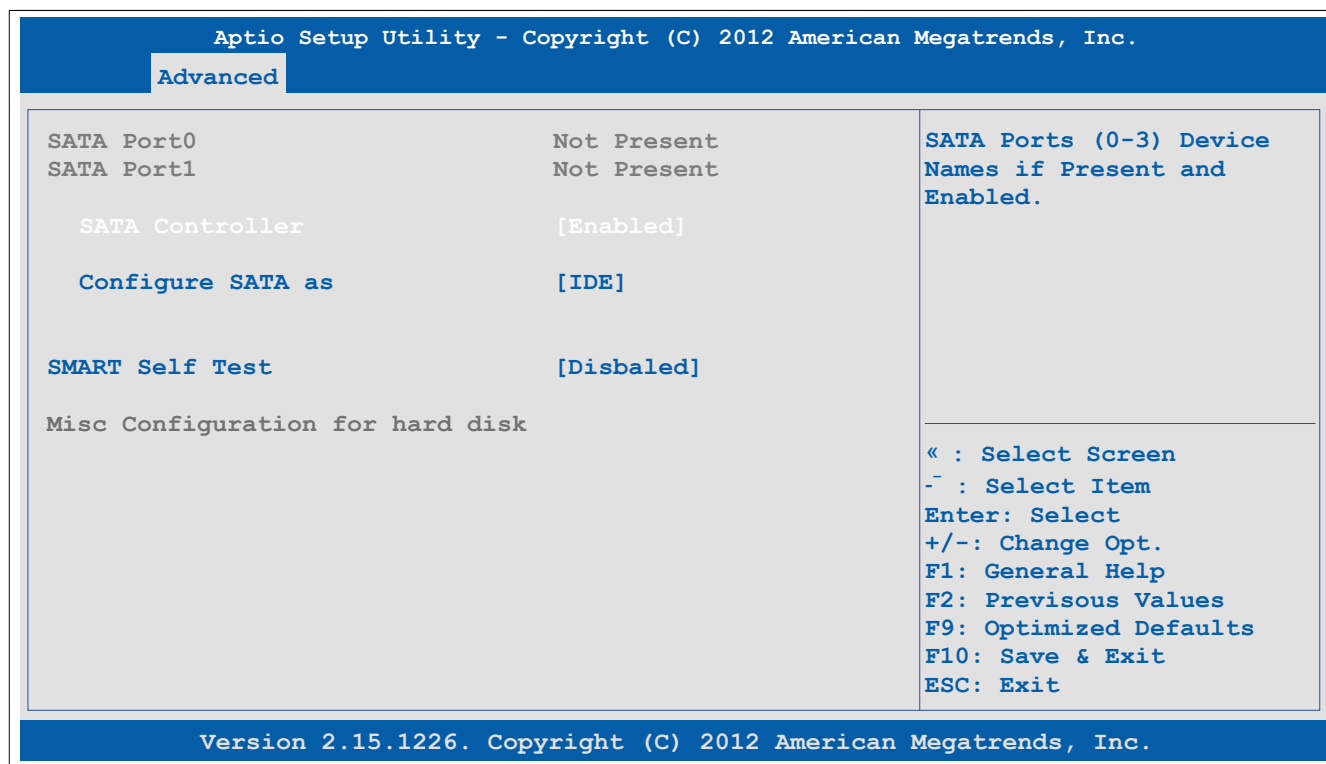 Aptio Setup Utility - Copyright (C) 2012 American Megatrends, Inc.
Advanced
SATA Port0 Not Present
SATA Port1 Not Present
SATA Controller [Enabled]
Configure SATA as [IDE]
SMART Self Test [Disbaled]
Misc Configuration for hard disk
SATA Ports (0-3) Device
Names if Present and
Enabled.
« : Select Screen
-¯ : Select Item
Enter: Select
+/-: Change Opt.
F1: General Help
F2: Previsous Values
F9: Optimized Defaults
F10: Save & Exit
ESC: Exit
Version 2.15.1226. Copyright (C) 2012 American Megatrends, Inc.